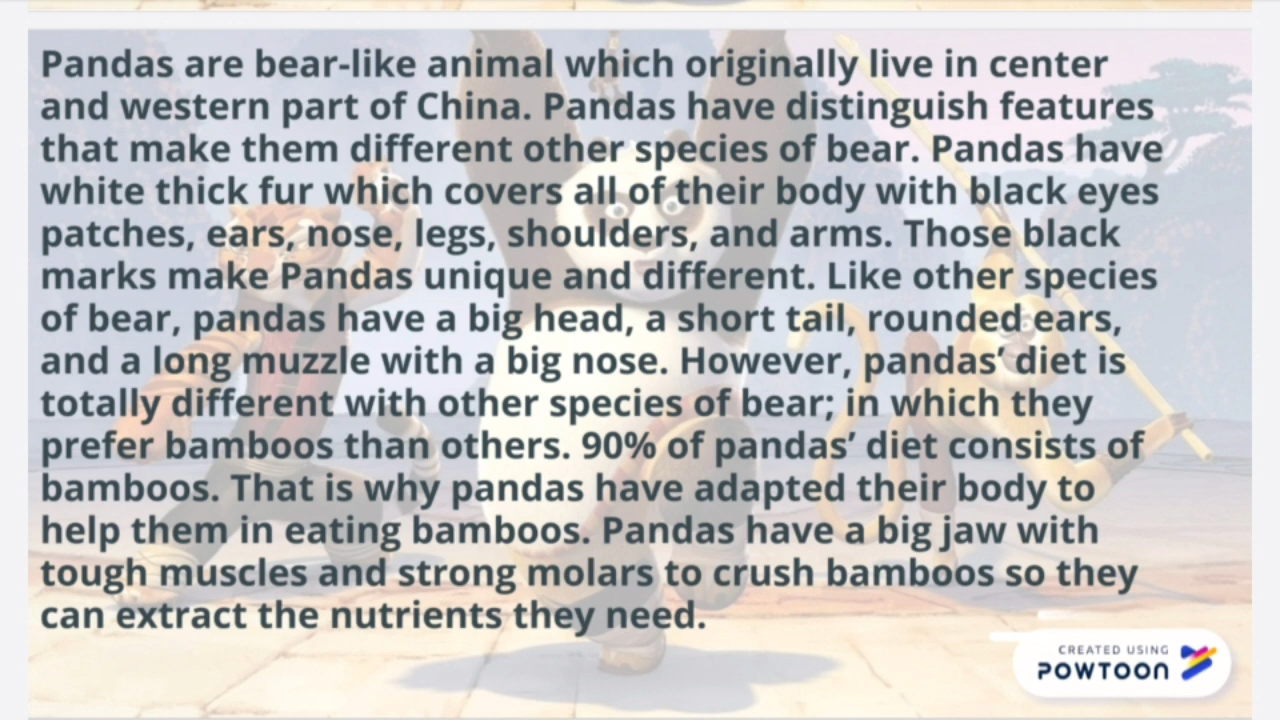 Pandas are bear-like animal which originally live in center
and western part of China. Pandas have distinguish features
that make them different other species of bear. Pandas have
white thick fur which covers all of their body with black eyes
patches, ears, nose, legs, shoulders, and arms. Those black
marks make Pandas unique and different. Like other species
of bear, pandas have a big head, a short tail, rounded ears,
and a long muzzle with a big nose. However, pandas’ diet is
totally different with other species of bear; in which they
prefer bamboos than others. 90% of pandas’ diet consists of
bamboos. That is why pandas have adapted their body to
help them in eating bamboos. Pandas have a big jaw with
tough muscles and strong molars to crush bamboos so they
can extract the nutrients they need.
CREATED USING
POWTOON